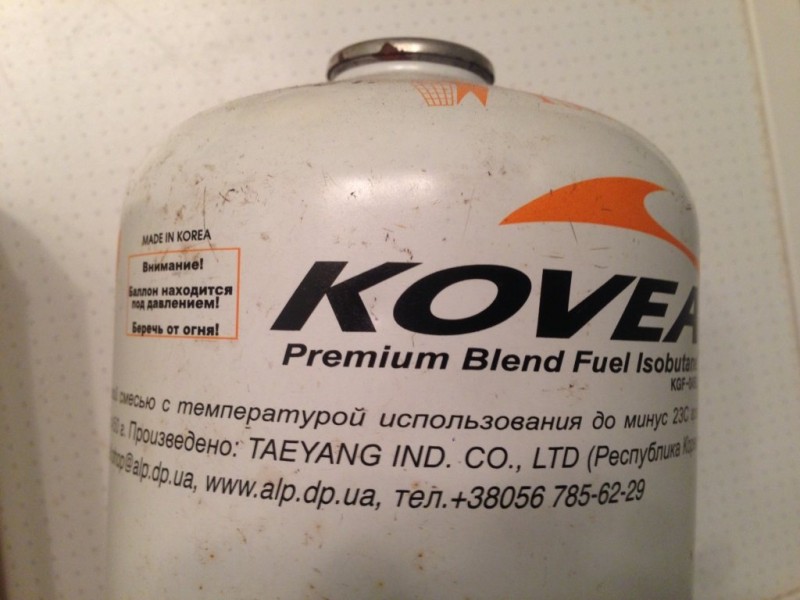 MADE IN KOREA
Внимание!
Баллон находится
под давлением!
Беречь от огня!
KOVEA
Premium Blend Fuel Isobutan
смесью с температурой использования до минус 23С
г. Произведено: TAEYANG IND. CO., LTD (Республика
@alp.dp.ua, www.alp.dp.ua, тел.+38056 785-62-29